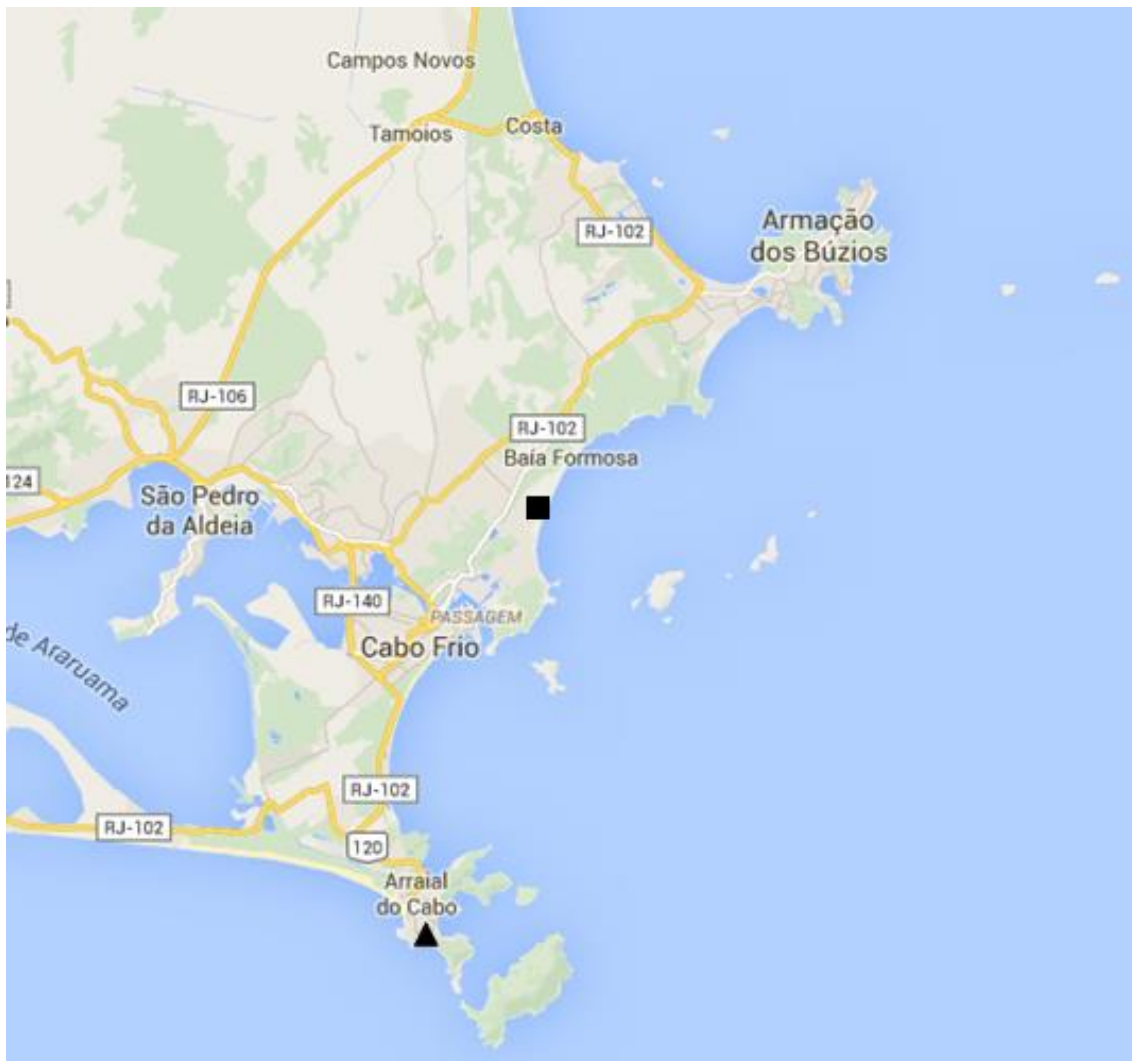 Campos Novos
Tamoios
Costa
Armação
dos Búzios
RJ-102
RJ-106
RJ-102
Baía Formosa
124
São Pedro
da Aldeia
RJ-140
PASSAGEM
Cabo Frio
de Araruama
RJ-102
RJ-102
120
Arraial
do Cabo